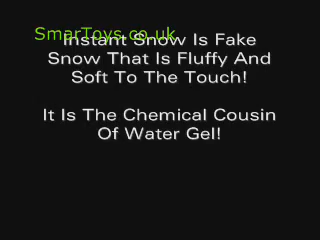 SmarToys.co.uk
Instant Snow Is Fake
Snow That Is Fluffy And
Soft To The Touch!
It Is The Chemical Cousin
Of Water Gel!